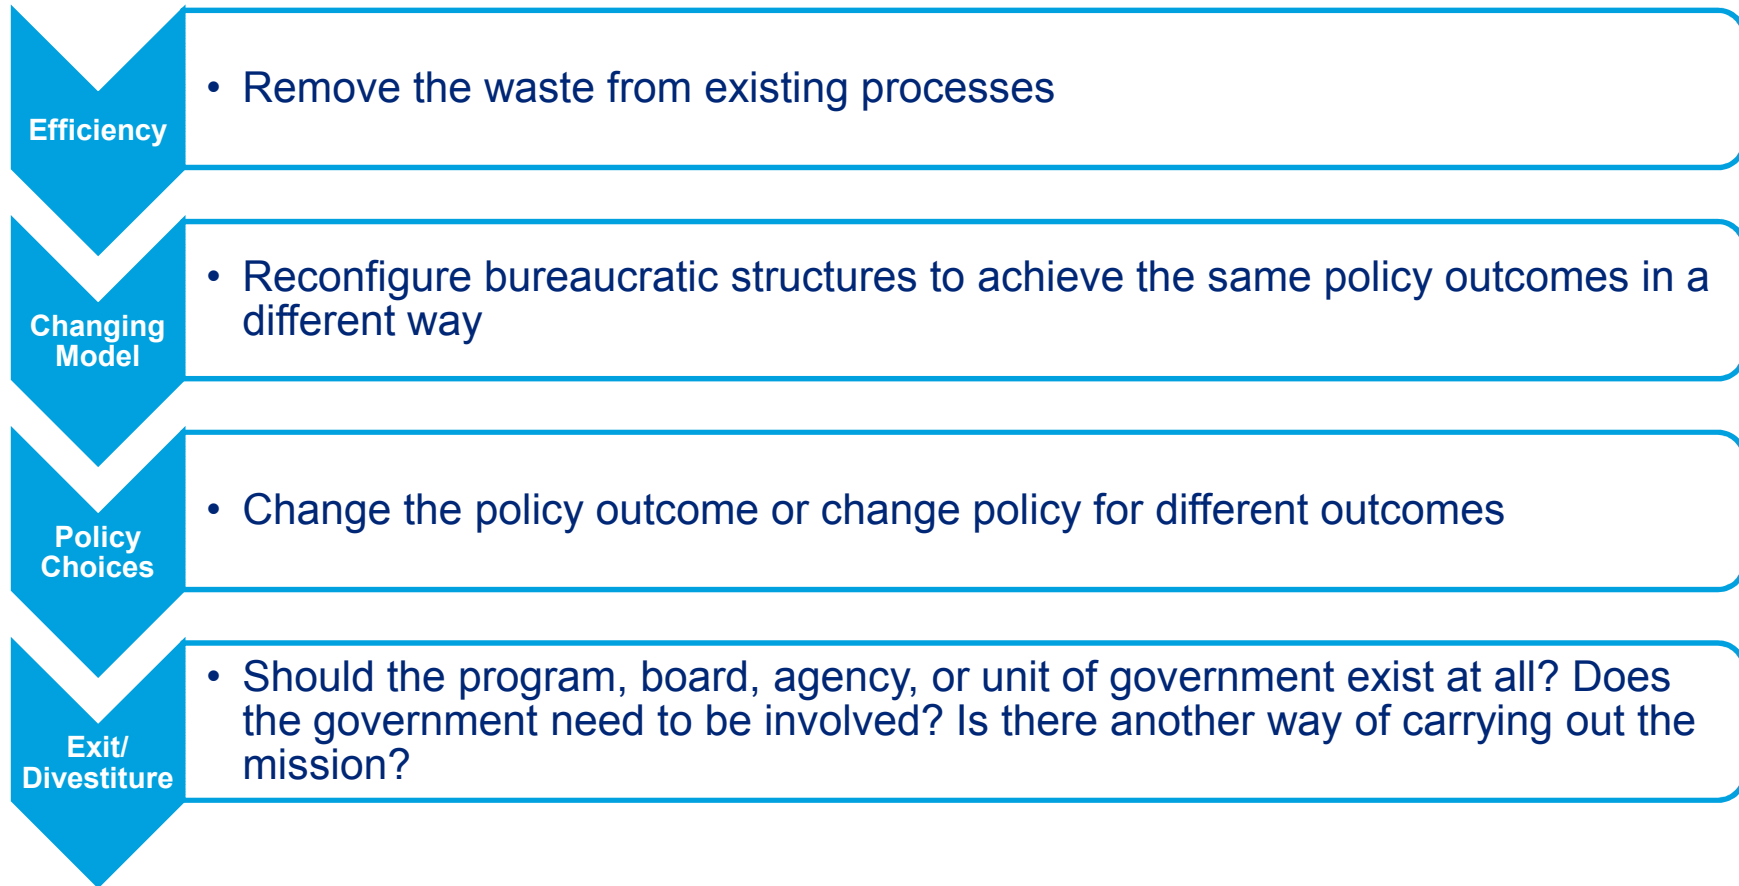 Efficiency
• Remove the waste from existing processes
Changing
Model
• Reconfigure bureaucratic structures to achieve the same policy outcomes in a
different way
Policy
Choices
• Change the policy outcome or change policy for different outcomes
Exit/
Divestiture
• Should the program, board, agency, or unit of government exist at all? Does
the government need to be involved? Is there another way of carrying out the
mission?